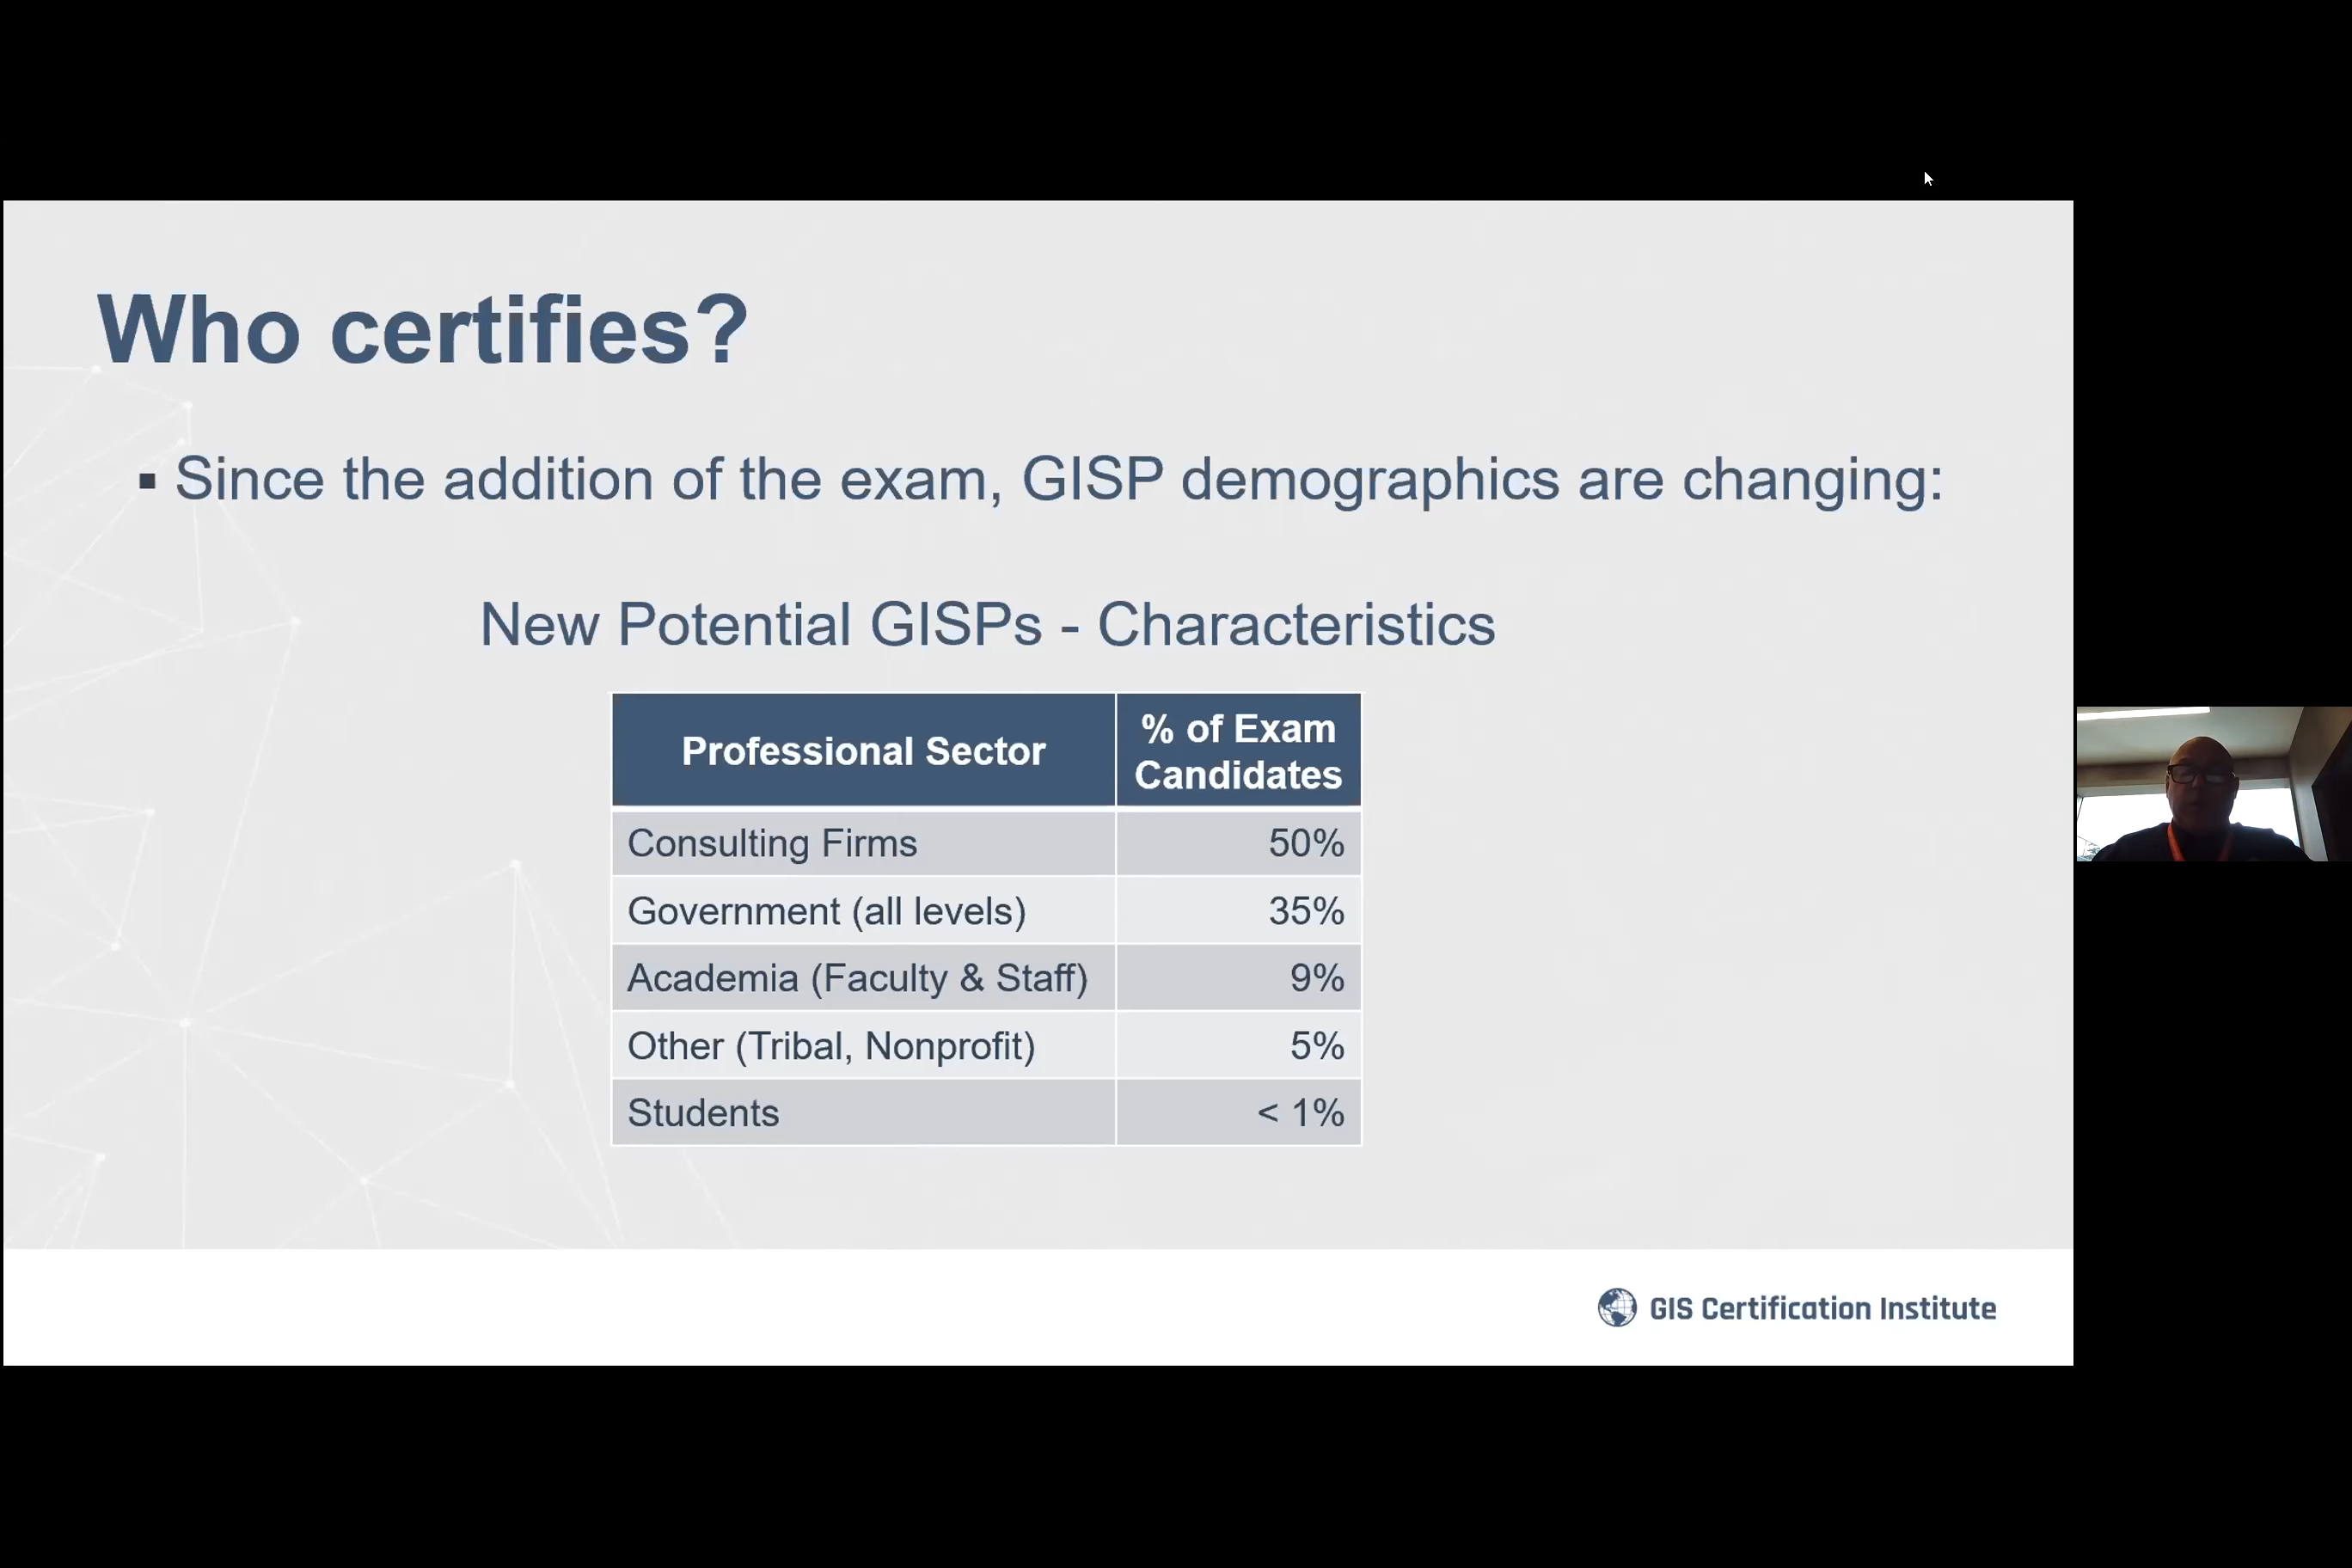 Who certifies?
▪ Since the addition of the exam, GISP demographics are changing:
New Potential GISPs - Characteristics
Professional Sector
% of Exam
Candidates
Consulting Firms 50%
Government (all levels) 35%
Academia (Faculty & Staff) 9%
Other (Tribal, Nonprofit) 5%
Students < 1%
GIS Certification Institute